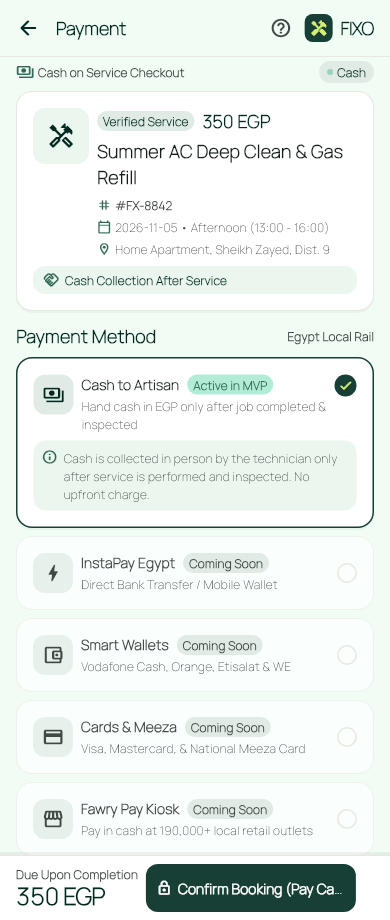 Payment
FIXO
Cash on Service Checkout
Cash
Verified Service
350 EGP
Summer AC Deep Clean & Gas
Refill
#FX-8842
2026-11-05 • Afternoon (13:00 - 16:00)
Home Apartment, Sheikh Zayed, Dist. 9
Cash Collection After Service
Payment Method
Egypt Local Rail
Cash to Artisan
Active in MVP
Hand cash in EGP only after job completed &
inspected
Cash is collected in person by the technician only
after service is performed and inspected. No
upfront charge.
InstaPay Egypt
Coming Soon
Direct Bank Transfer / Mobile Wallet
Smart Wallets
Coming Soon
Vodafone Cash, Orange, Etisalat & WE
Cards & Meeza
Coming Soon
Visa, Mastercard, & National Meeza Card
Fawry Pay Kiosk
Coming Soon
Pay in cash at 190,000+ local retail outlets
Due Upon Completion
350 EGP
Confirm Booking (Pay Ca...